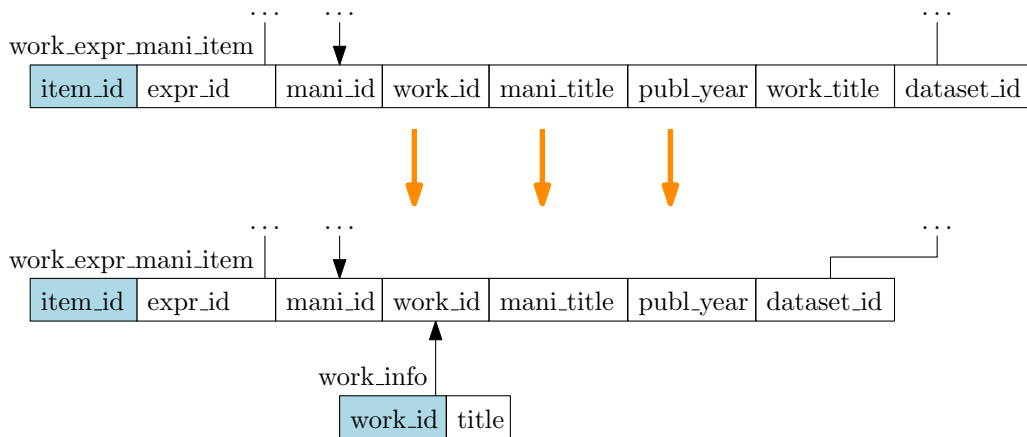 ... ... ...
work_expr_mani_item
item_id expr_id mani_id work_id mani_title publ_year work_title dataset_id
... ... ...
work_expr_mani_item
item_id expr_id mani_id work_id mani_title publ_year dataset_id
work_info
work_id title